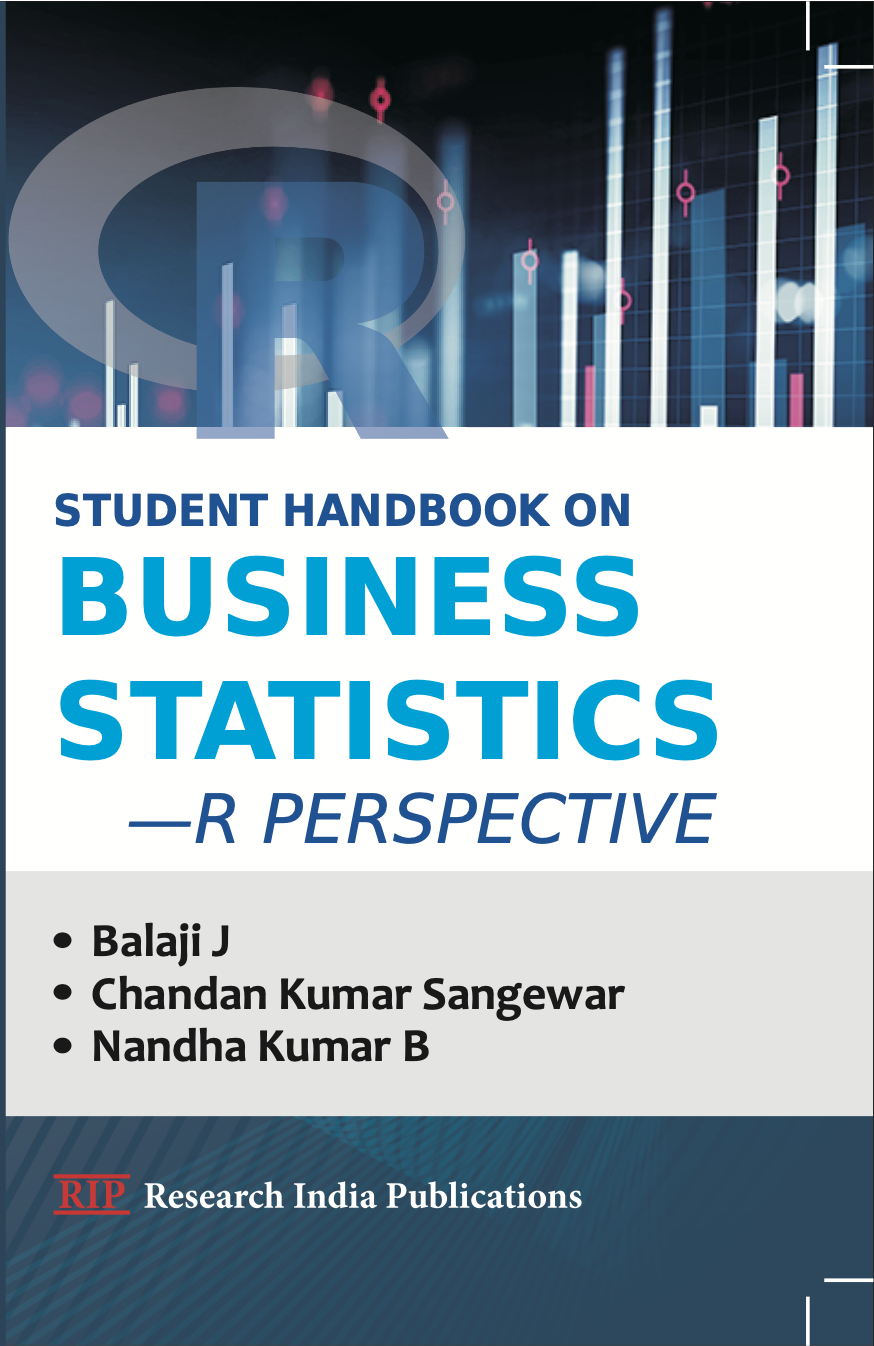 R
STUDENT HANDBOOK ON
BUSINESS
STATISTICS
—R PERSPECTIVE
• Balaji J
• Chandan Kumar Sangewar
• Nandha Kumar B
RIP Research India Publications